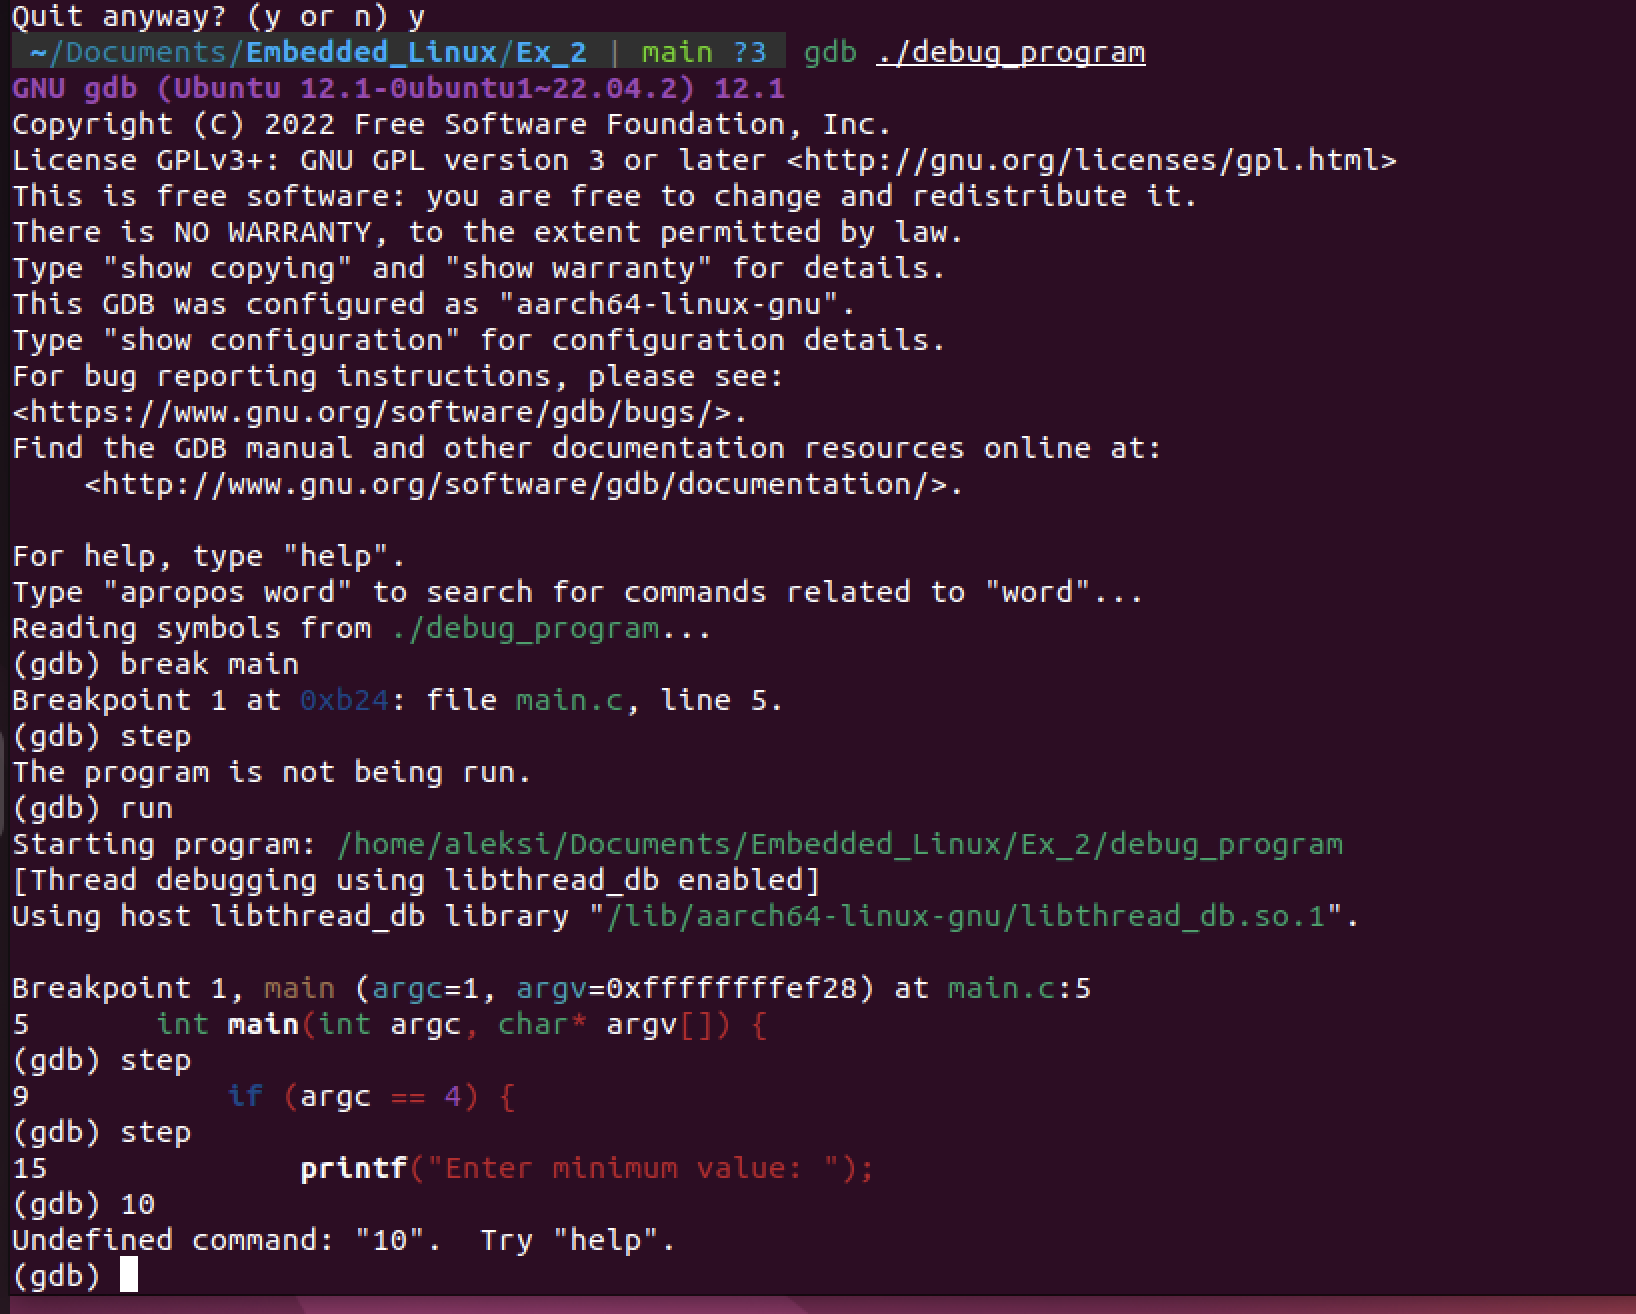 Quit anyway? (y or n) y
~/Documents/Embedded_Linux/Ex_2 | main ?3 gdb ./debug_program
GNU gdb (Ubuntu 12.1-0ubuntu1~22.04.2) 12.1
Copyright (C) 2022 Free Software Foundation, Inc.
License GPLv3+: GNU GPL version 3 or later <http://gnu.org/licenses/gpl.html>
This is free software: you are free to change and redistribute it.
There is NO WARRANTY, to the extent permitted by law.
Type "show copying" and "show warranty" for details.
This GDB was configured as "aarch64-linux-gnu".
Type "show configuration" for configuration details.
For bug reporting instructions, please see:
<https://www.gnu.org/software/gdb/bugs/>.
Find the GDB manual and other documentation resources online at:
    <http://www.gnu.org/software/gdb/documentation/>.

For help, type "help".
Type "apropos word" to search for commands related to "word"...
Reading symbols from ./debug_program...
(gdb) break main
Breakpoint 1 at 0xb24: file main.c, line 5.
(gdb) step
The program is not being run.
(gdb) run
Starting program: /home/aleksi/Documents/Embedded_Linux/Ex_2/debug_program
[Thread debugging using libthread_db enabled]
Using host libthread_db library "/lib/aarch64-linux-gnu/libthread_db.so.1".

Breakpoint 1, main (argc=1, argv=0xffffffffef28) at main.c:5
5       int main(int argc, char* argv[]) {
(gdb) step
9           if (argc == 4) {
(gdb) step
15              printf("Enter minimum value: ");
(gdb) 10
Undefined command: "10".  Try "help".
(gdb)